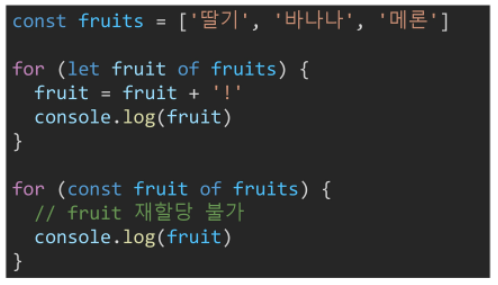 const fruits = ['딸기', '바나나', '메론']
for (let fruit of fruits) {
  fruit = fruit + '!'
  console.log(fruit)
}
for (const fruit of fruits) {
  // fruit 재할당 불가
  console.log(fruit)
}